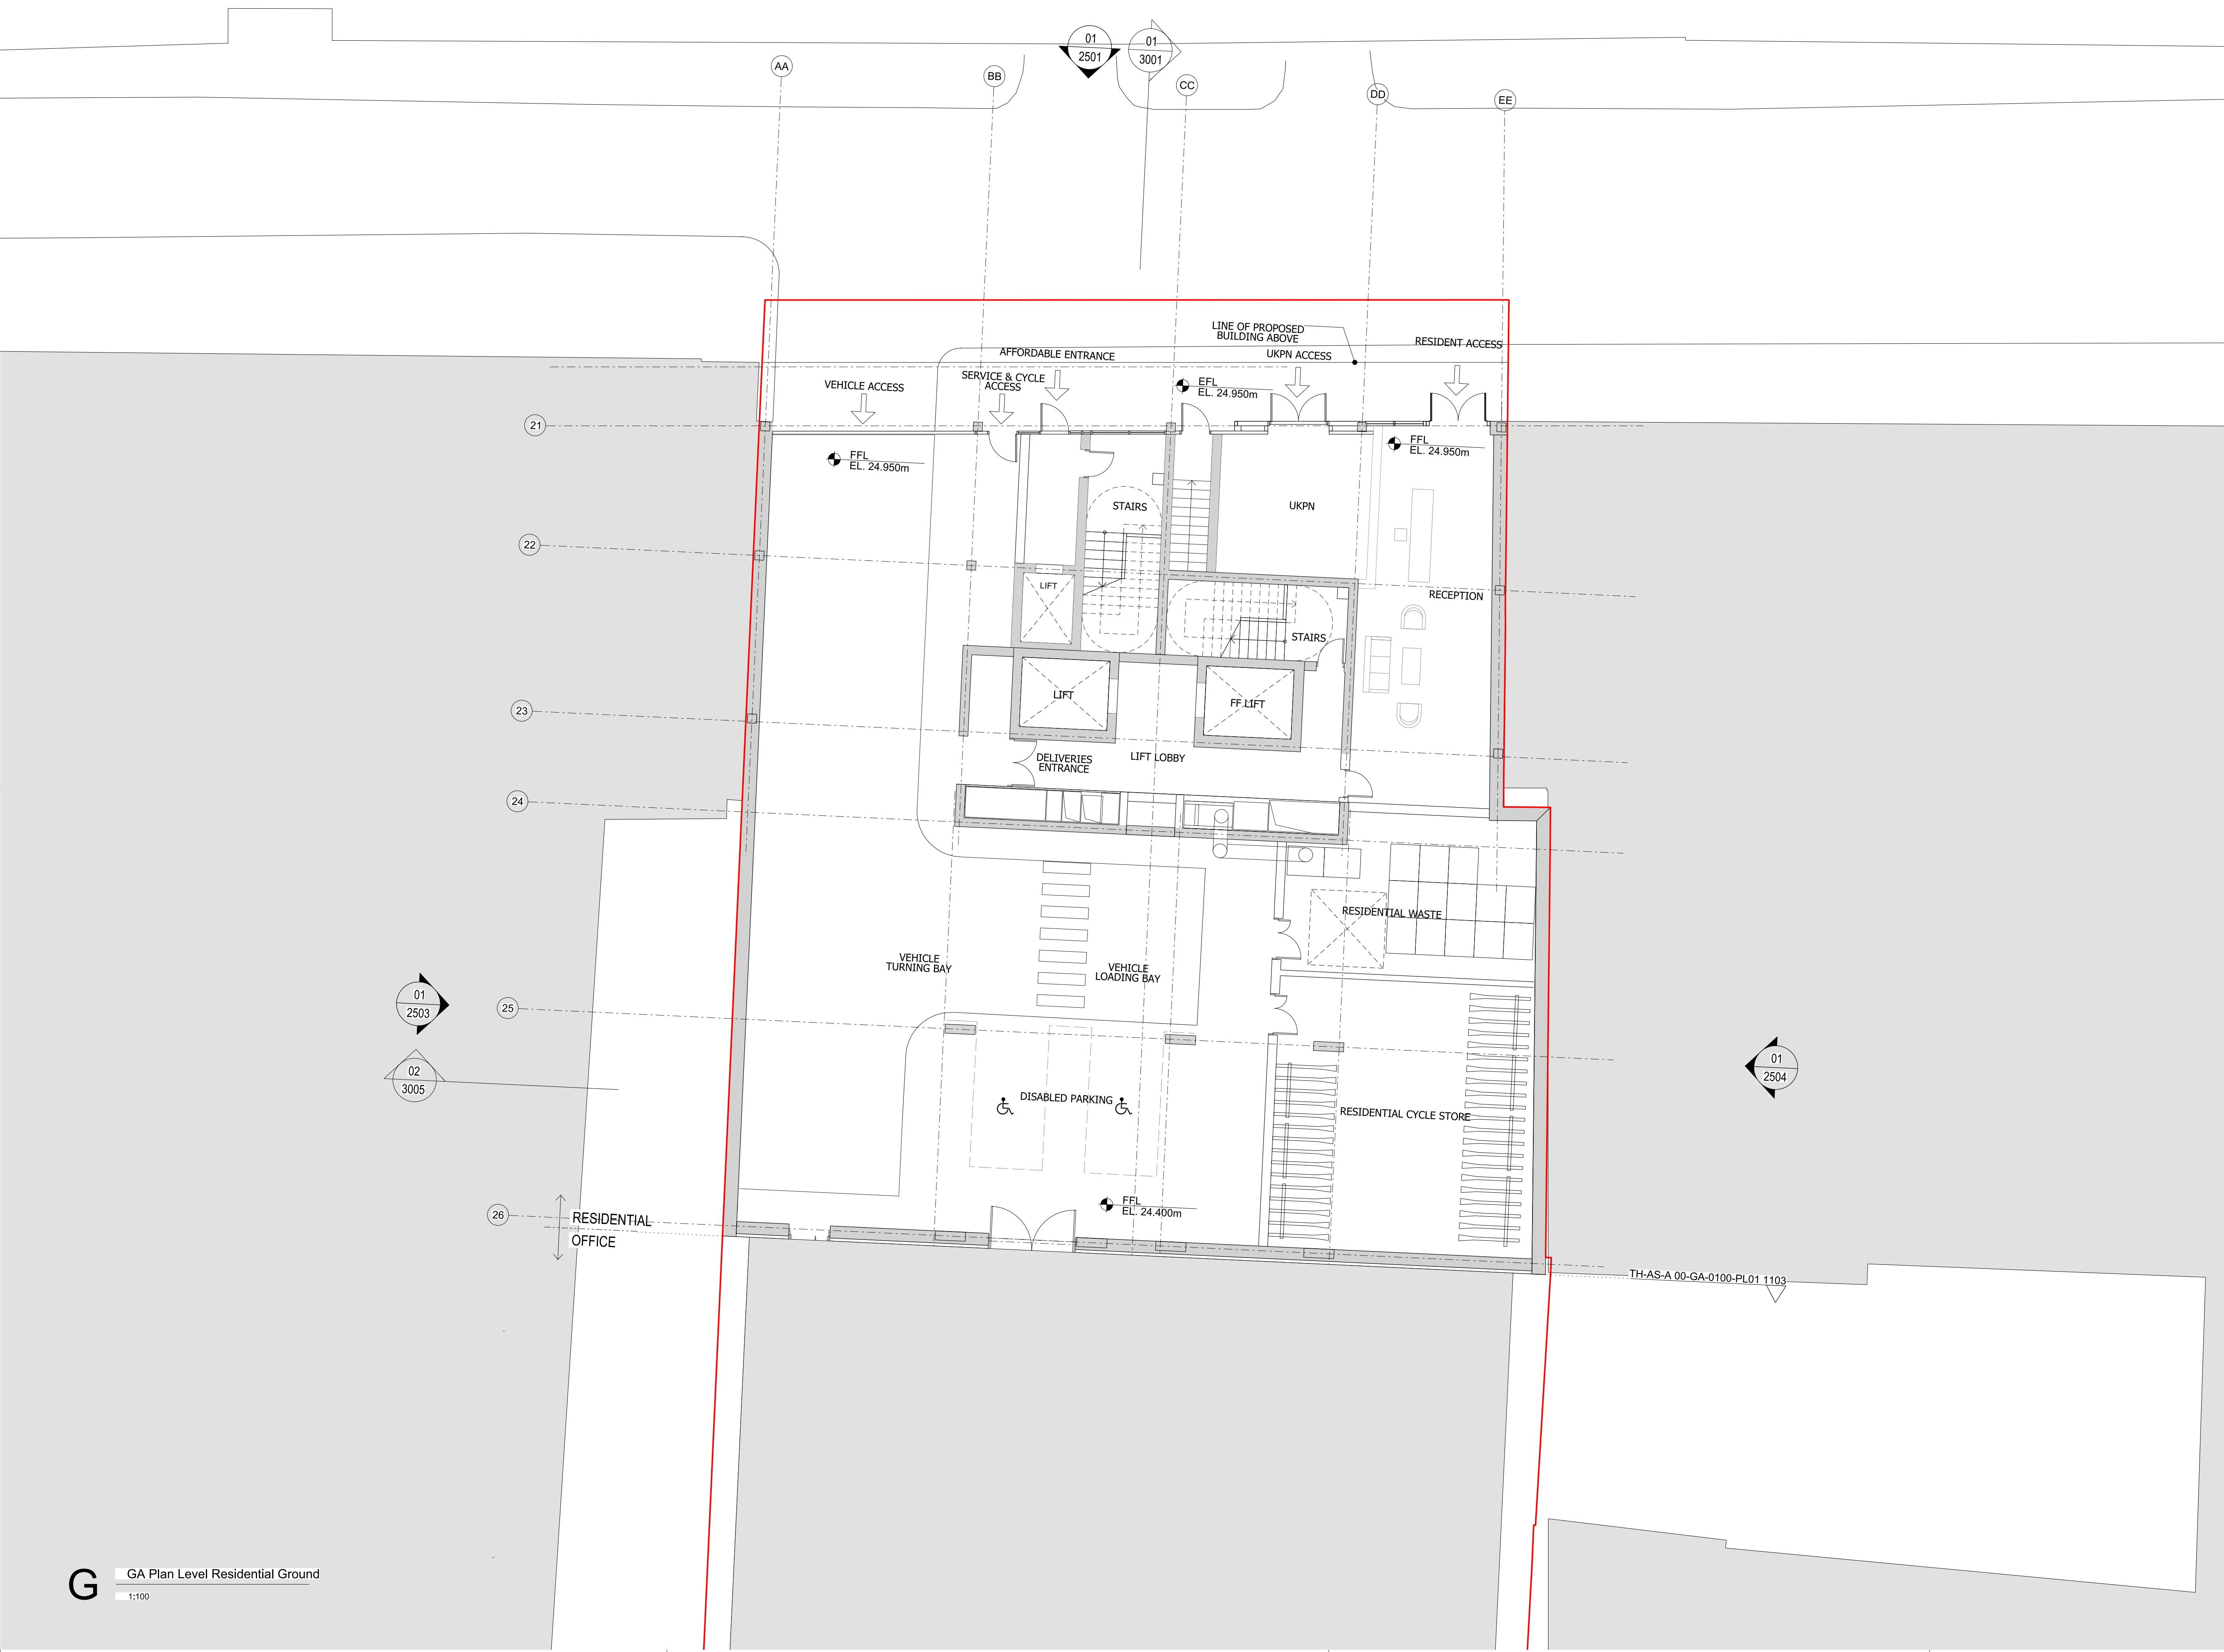 01
2501
01
3001
AA
BB
CC
DD
EE
LINE OF PROPOSED
BUILDING ABOVE
RESIDENT ACCESS
AFFORDABLE ENTRANCE
UKPN ACCESS
SERVICE & CYCLE
ACCESS
VEHICLE ACCESS
EFL
EL. 24.950m
21
FFL
EL. 24.950m
FFL
EL. 24.950m
STAIRS
UKPN
22
LIFT
RECEPTION
STAIRS
LIFT
FF LIFT
23
DELIVERIES
ENTRANCE
LIFT LOBBY
24
RESIDENTIAL WASTE
VEHICLE
TURNING BAY
VEHICLE
LOADING BAY
01
2503
25
02
3005
01
2504
DISABLED PARKING
RESIDENTIAL CYCLE STORE
FFL
EL. 24.400m
26
RESIDENTIAL
OFFICE
TH-AS-A 00-GA-0100-PL01 1103
G
GA Plan Level Residential Ground
1:100